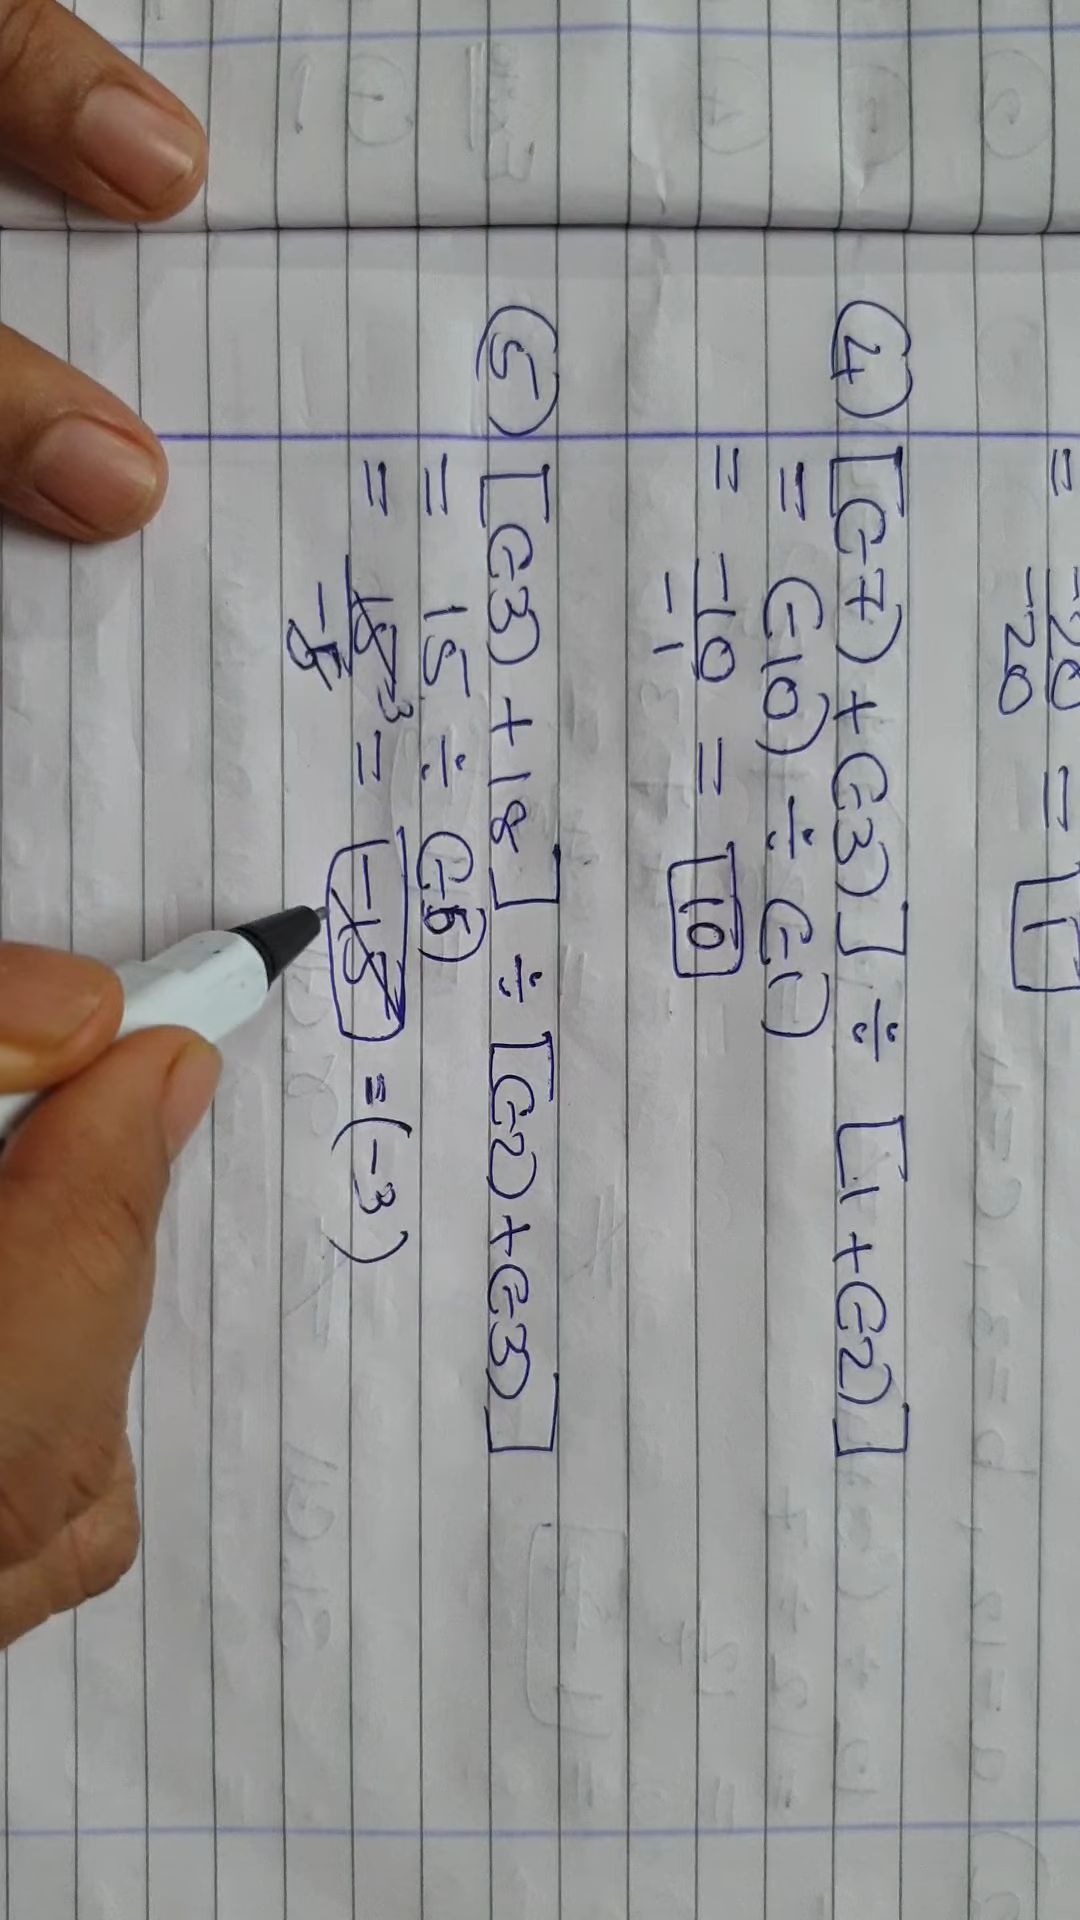 = -20/-20 = 1
④ [(-7) + (-3)] ÷ [1 + (-2)]
= (-10) ÷ (-1)
= -10/-1 = 10
⑤ [(-3) + 18] ÷ [(-2) + (-3)]
= 15 ÷ (-5)
= 15/-5 3 = -15 = (-3)